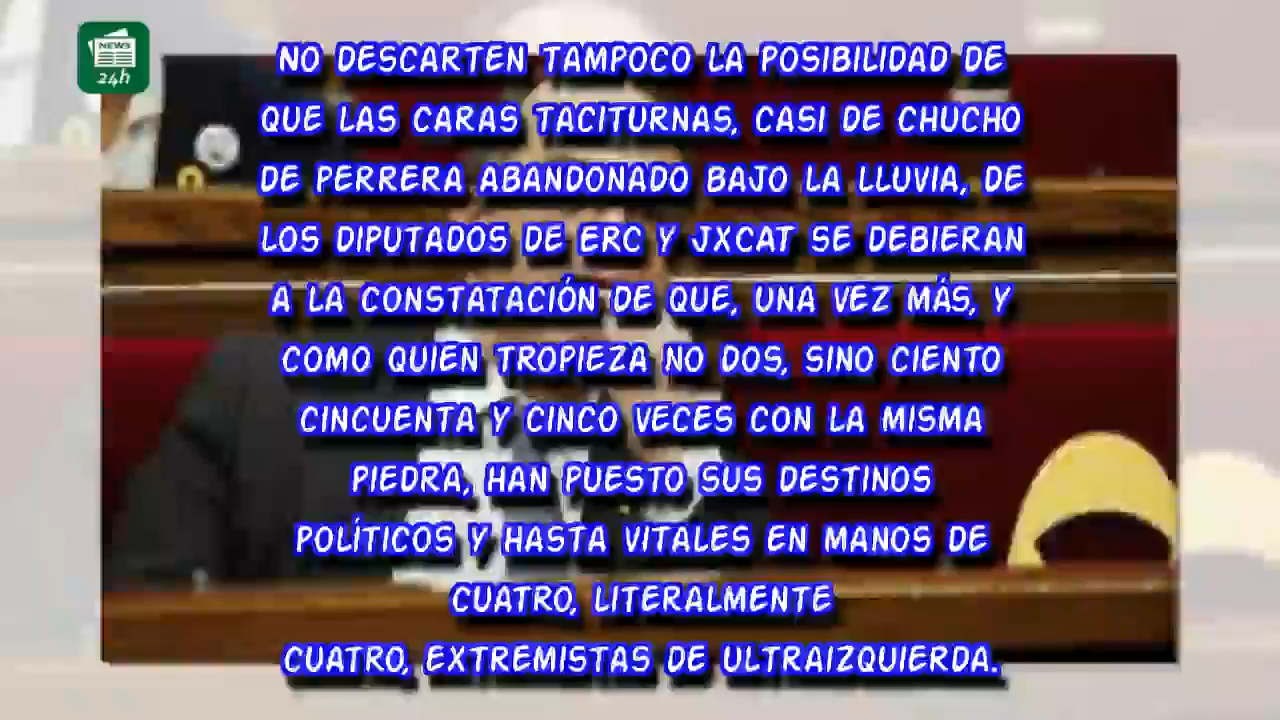 NEWS
24h
NO DESCARTEN TAMPOCO LA POSIBILIDAD DE
QUE LAS CARAS TACITURNAS, CASI DE CHUCHO
DE PERRERA ABANDONADO BAJO LA LLUVIA, DE
LOS DIPUTADOS DE ERC Y JXCAT SE DEBIERAN
A LA CONSTATACIÓN DE QUE, UNA VEZ MÁS, Y
COMO QUIEN TROPIEZA NO DOS, SINO CIENTO
CINCUENTA Y CINCO VECES CON LA MISMA
PIEDRA, HAN PUESTO SUS DESTINOS
POLÍTICOS Y HASTA VITALES EN MANOS DE
CUATRO, LITERALMENTE
CUATRO, EXTREMISTAS DE ULTRAIZQUIERDA.